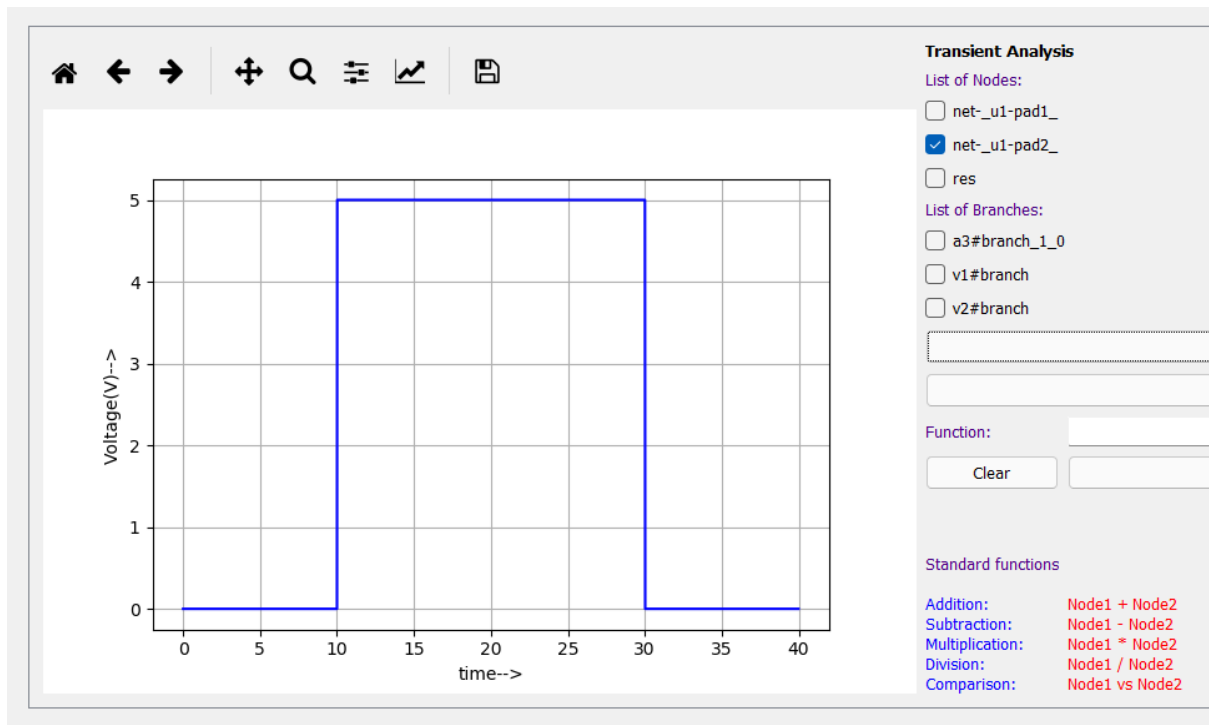 Transient Analysis
List of Nodes:
net-_u1-pad1_
net-_u1-pad2_
res
List of Branches:
a3#branch_1_0
v1#branch
v2#branch
Function:
Clear
Standard functions
Addition: Node1 + Node2
Subtraction: Node1 - Node2
Multiplication: Node1 * Node2
Division: Node1 / Node2
Comparison: Node1 vs Node2
5
4
3
2
1
0
Voltage(V)-->
0 5 10 15 20 25 30 35 40
time-->